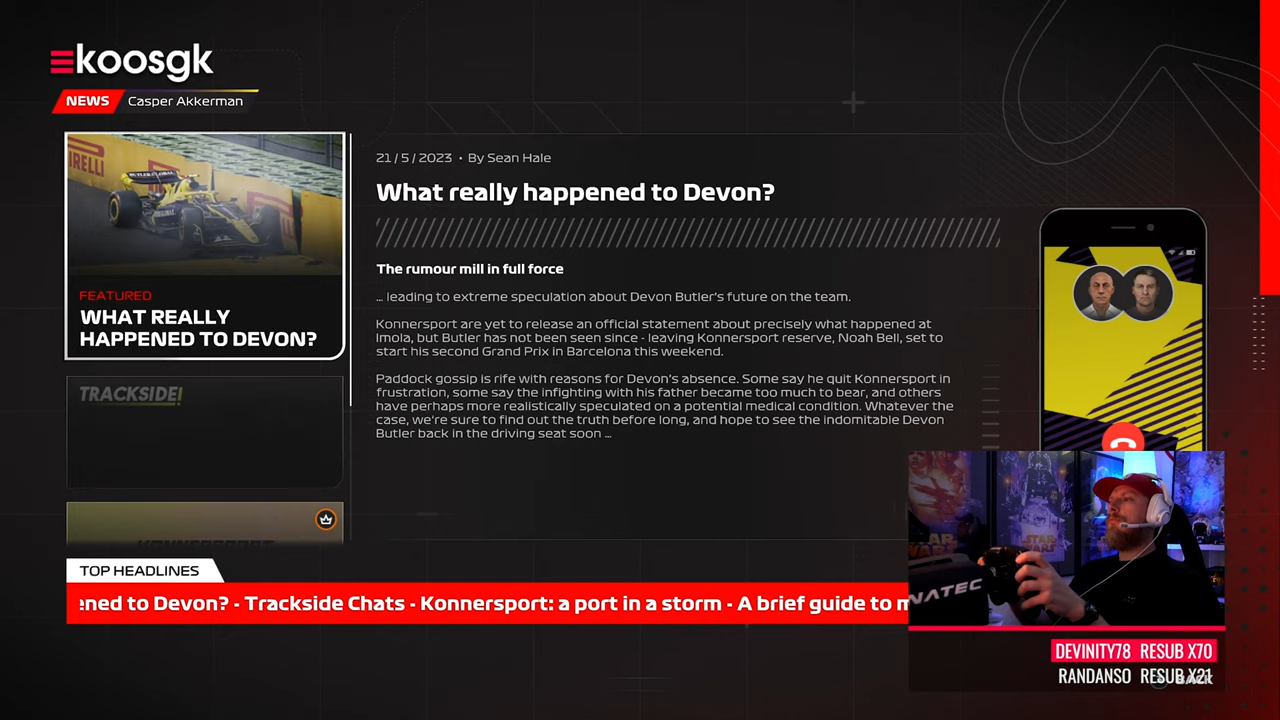 koosgk
NEWS Casper Akkerman
PIRELLI
BUTLER GLOBAL
FEATURED
WHAT REALLY
HAPPENED TO DEVON?
TRACKSIDE!
KONNERSPORT
21 / 5 / 2023 • By Sean Hale
What really happened to Devon?
The rumour mill in full force
... leading to extreme speculation about Devon Butler's future on the team.
Konnersport are yet to release an official statement about precisely what happened at
Imola, but Butler has not been seen since - leaving Konnersport reserve, Noah Bell, set to
start his second Grand Prix in Barcelona this weekend.
Paddock gossip is rife with reasons for Devon's absence. Some say he quit Konnersport in
frustration, some say the infighting with his father became too much to bear, and others
have perhaps more realistically speculated on a potential medical condition. Whatever the
case, we're sure to find out the truth before long, and hope to see the indomitable Devon
Butler back in the driving seat soon ...
TOP HEADLINES
ened to Devon? - Trackside Chats - Konnersport: a port in a storm - A brief guide to m
STAR WARS
NATEC
DEVINITY78 RESUB X70
RANDANSO RESUB X21
BACK